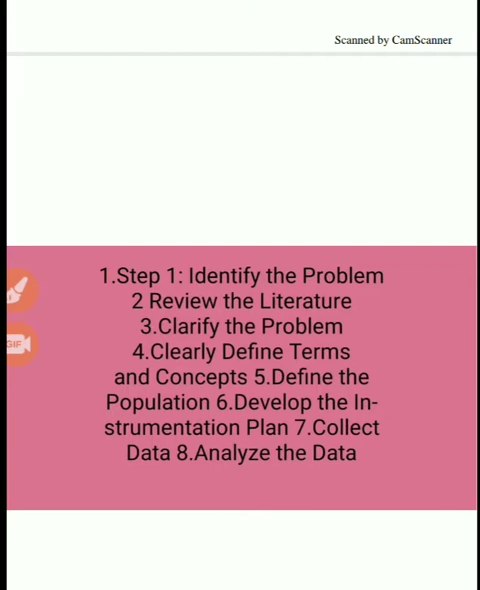 Scanned by CamScanner
1.Step 1: Identify the Problem
2 Review the Literature
3.Clarify the Problem
4.Clearly Define Terms
and Concepts 5.Define the
Population 6.Develop the In-
strumentation Plan 7.Collect
Data 8.Analyze the Data
GIF